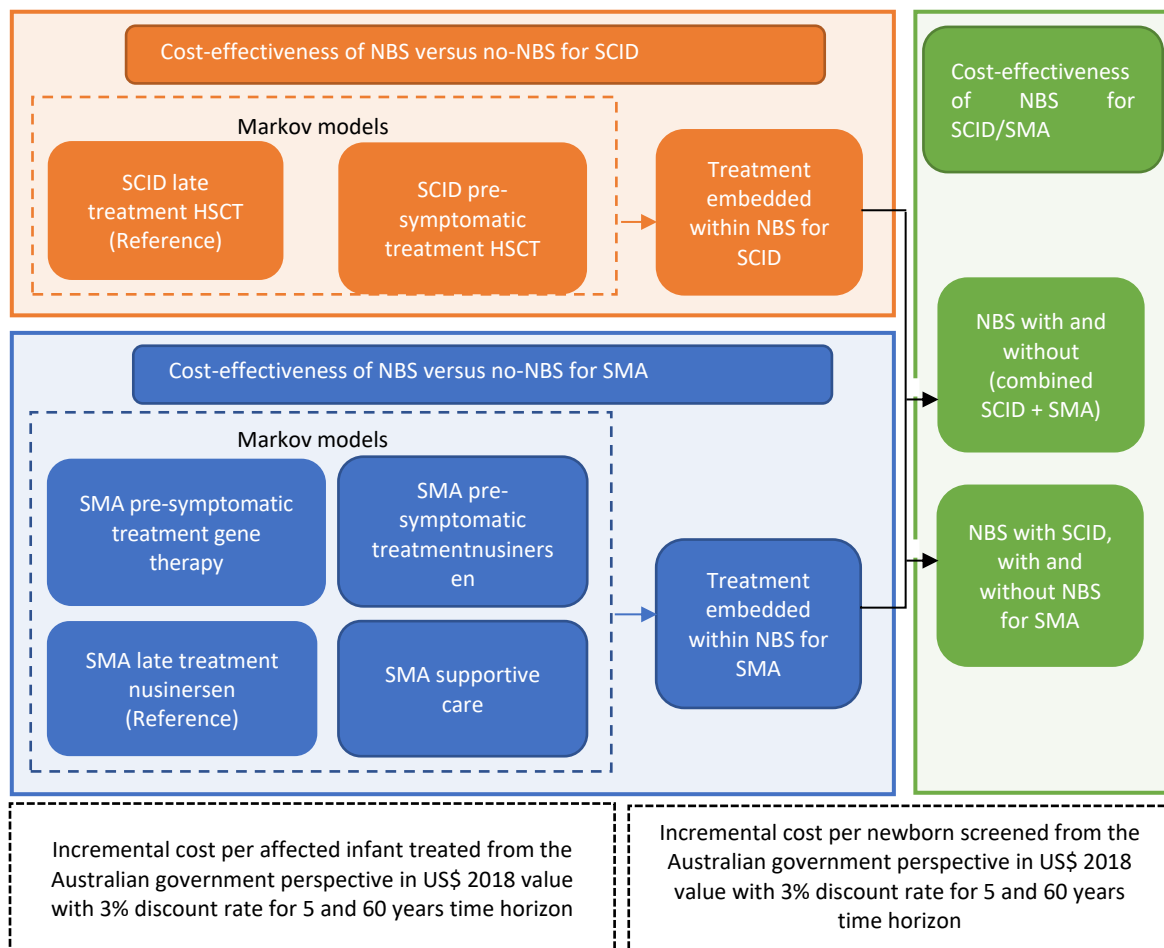 Cost-effectiveness of NBS versus no-NBS for SCID
Markov models
SCID late
treatment HSCT
(Reference)
SCID pre-
symptomatic
treatment HSCT
Treatment
embedded
within NBS for
SCID
Cost-effectiveness of NBS versus no-NBS for SMA
Markov models
SMA pre-symptomatic
treatment gene
therapy
SMA pre-
symptomatic
treatmentnusiners
en
SMA late treatment
nusinersen
(Reference)
SMA supportive
care
Treatment
embedded
within NBS for
SMA
Cost-effectiveness
of NBS for
SCID/SMA
NBS with and
without
(combined
SCID + SMA)
NBS with SCID,
with and
without NBS
for SMA
Incremental cost per affected infant treated from the
Australian government perspective in US$ 2018 value
with 3% discount rate for 5 and 60 years time horizon
Incremental cost per newborn screened from the
Australian government perspective in US$ 2018
value with 3% discount rate for 5 and 60 years
time horizon